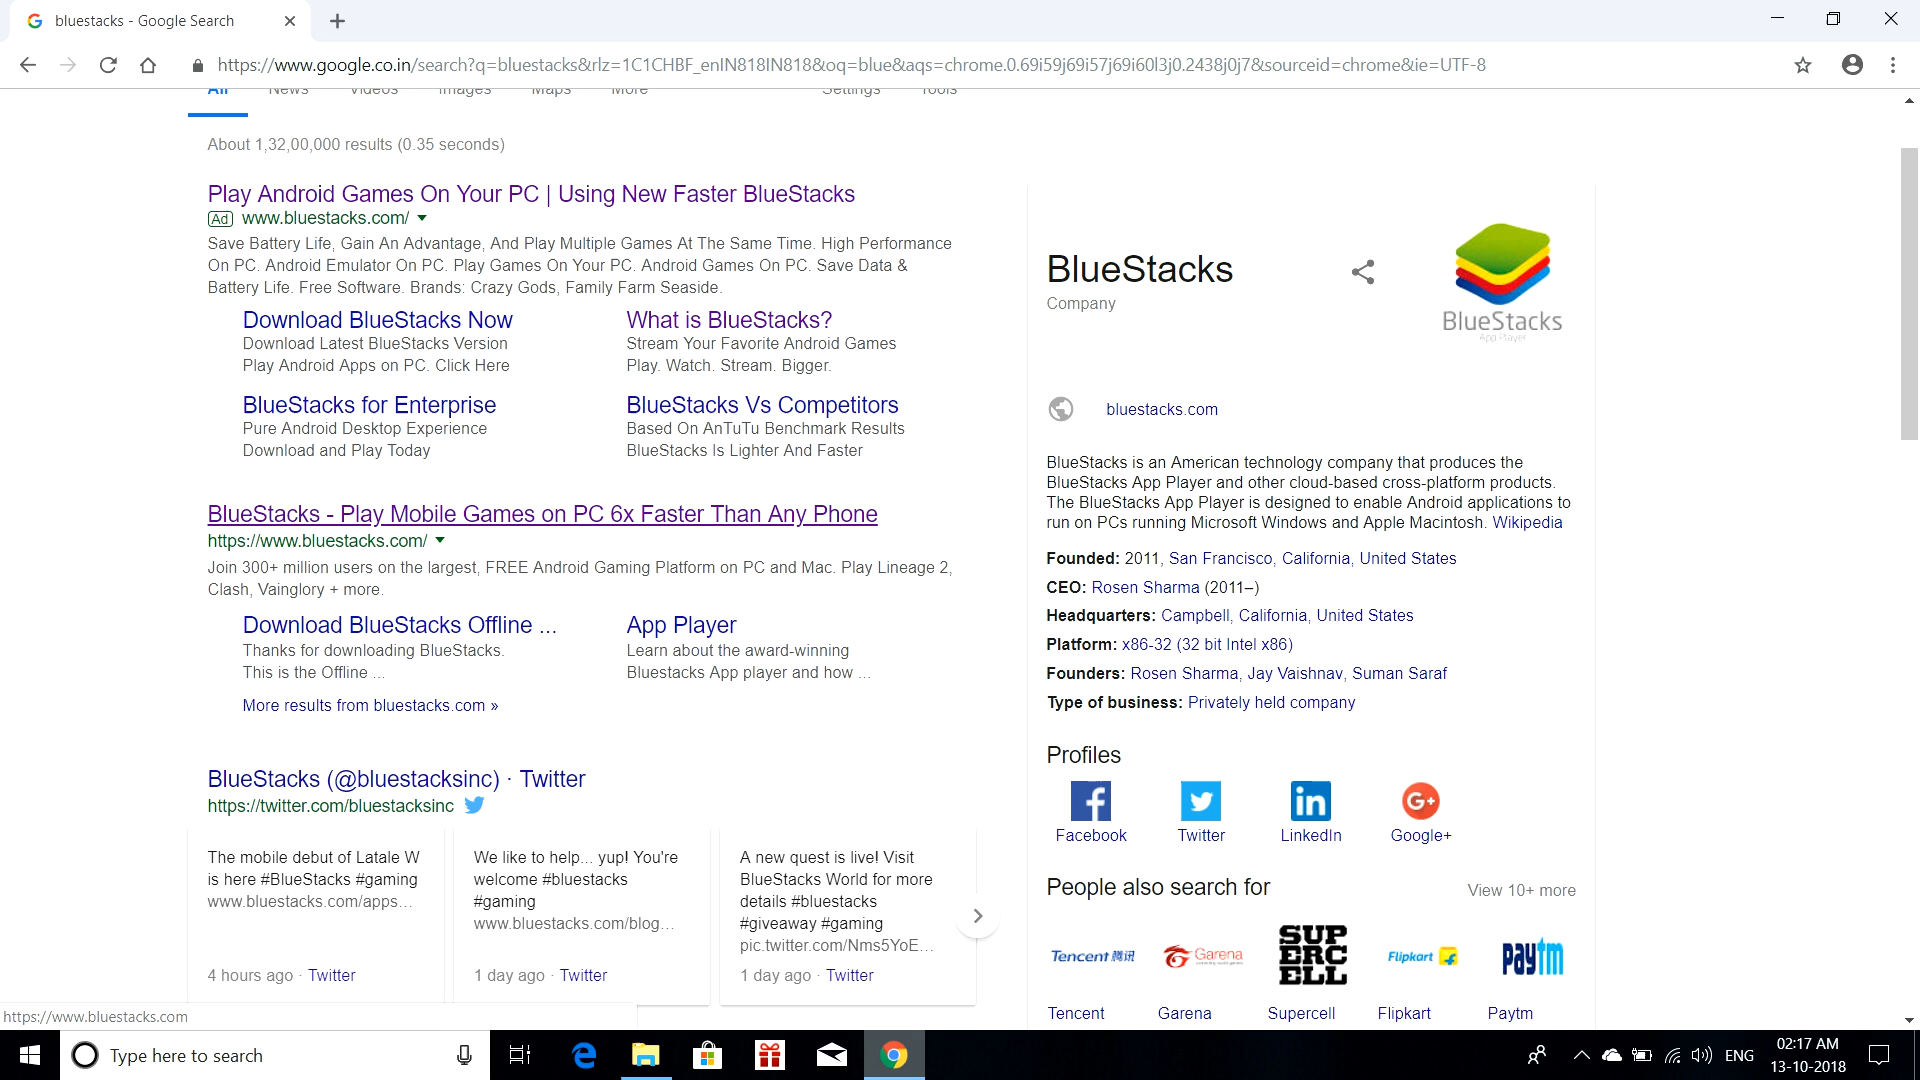 bluestacks - Google Search
https://www.google.co.in/search?q=bluestacks&rlz=1C1CHBF_enIN818IN818&oq=blue&aqs=chrome.0.69i59j69i57j69i60l3j0.2438j0j7&sourceid=chrome&ie=UTF-8
All News Videos Images Maps More Settings Tools
About 1,32,00,000 results (0.35 seconds)
Play Android Games On Your PC | Using New Faster BlueStacks
Ad www.bluestacks.com/
Save Battery Life, Gain An Advantage, And Play Multiple Games At The Same Time. High Performance
On PC. Android Emulator On PC. Play Games On Your PC. Android Games On PC. Save Data &
Battery Life. Free Software. Brands: Crazy Gods, Family Farm Seaside.
Download BlueStacks Now
Download Latest BlueStacks Version
Play Android Apps on PC. Click Here
What is BlueStacks?
Stream Your Favorite Android Games
Play. Watch. Stream. Bigger.
BlueStacks for Enterprise
Pure Android Desktop Experience
Download and Play Today
BlueStacks Vs Competitors
Based On AnTuTu Benchmark Results
BlueStacks Is Lighter And Faster
BlueStacks - Play Mobile Games on PC 6x Faster Than Any Phone
https://www.bluestacks.com/
Join 300+ million users on the largest, FREE Android Gaming Platform on PC and Mac. Play Lineage 2,
Clash, Vainglory + more.
Download BlueStacks Offline ...
Thanks for downloading BlueStacks.
This is the Offline ...
App Player
Learn about the award-winning
Bluestacks App player and how ...
More results from bluestacks.com »
BlueStacks (@bluestacksinc) · Twitter
https://twitter.com/bluestacksinc
The mobile debut of Latale W
is here #BlueStacks #gaming
www.bluestacks.com/apps...
4 hours ago · Twitter
We like to help... yup! You're
welcome #bluestacks
#gaming
www.bluestacks.com/blog...
1 day ago · Twitter
A new quest is live! Visit
BlueStacks World for more
details #bluestacks
#giveaway #gaming
pic.twitter.com/Nms5YoE...
1 day ago · Twitter
BlueStacks
Company
BlueStacks
App Player
bluestacks.com
BlueStacks is an American technology company that produces the
BlueStacks App Player and other cloud-based cross-platform products.
The BlueStacks App Player is designed to enable Android applications to
run on PCs running Microsoft Windows and Apple Macintosh. Wikipedia
Founded: 2011, San Francisco, California, United States
CEO: Rosen Sharma (2011–)
Headquarters: Campbell, California, United States
Platform: x86-32 (32 bit Intel x86)
Founders: Rosen Sharma, Jay Vaishnav, Suman Saraf
Type of business: Privately held company
Profiles
Facebook Twitter LinkedIn Google+
People also search for
View 10+ more
Tencent 腾讯 Garena SUPERCELL Flipkart paytm
Tencent Garena Supercell Flipkart Paytm
https://www.bluestacks.com
Type here to search
ENG
02:17 AM
13-10-2018